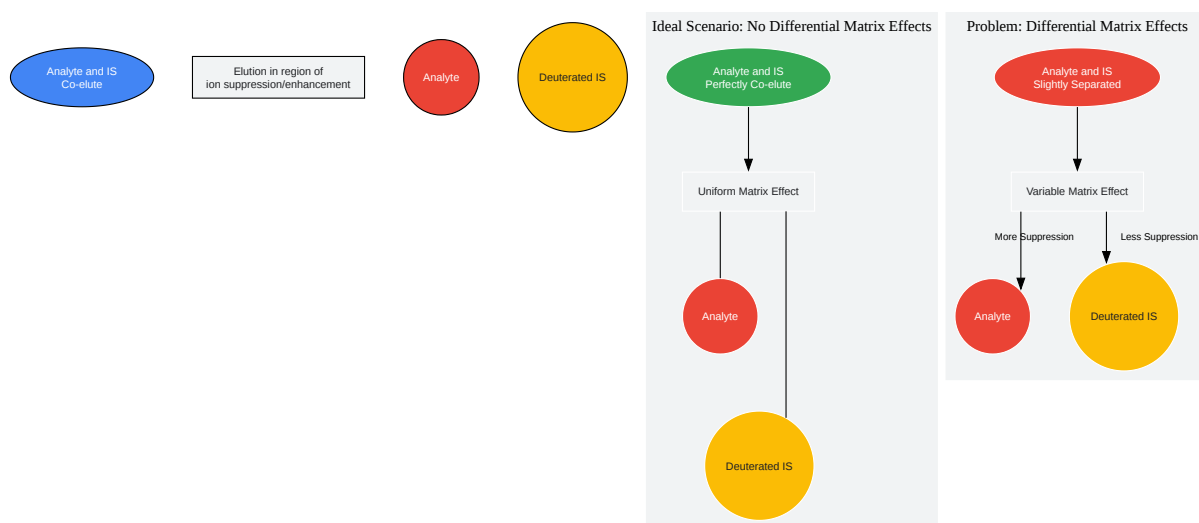 Analyte and IS
Co-elute
Elution in region of
ion suppression/enhancement
Analyte
Deuterated IS
Ideal Scenario: No Differential Matrix Effects
Analyte and IS
Perfectly Co-elute
Uniform Matrix Effect
Analyte
Deuterated IS
Problem: Differential Matrix Effects
Analyte and IS
Slightly Separated
Variable Matrix Effect
More Suppression
Less Suppression
Analyte
Deuterated IS